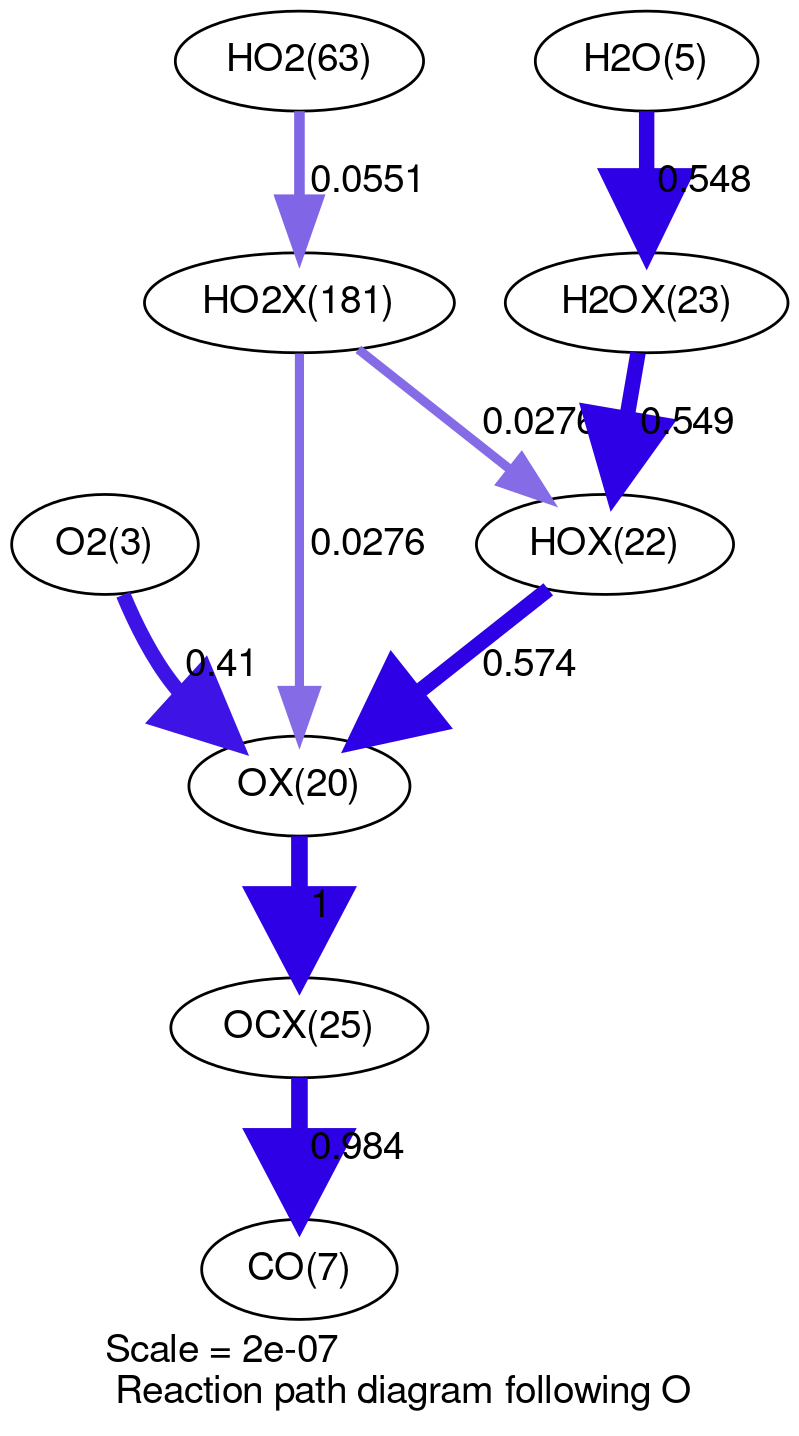 HO2(63)
H2O(5)
0.0551
0.548
HO2X(181)
H2OX(23)
0.0276
0.549
O2(3)
0.0276
HOX(22)
0.41
0.574
OX(20)
1
OCX(25)
0.984
CO(7)
Scale = 2e-07
Reaction path diagram following O